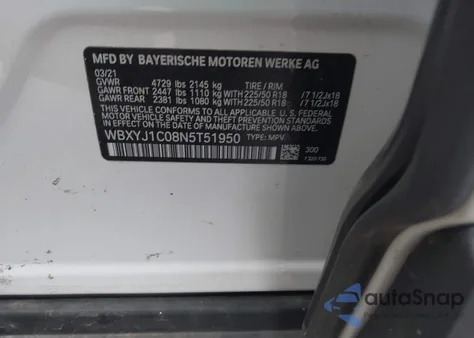 MFD BY BAYERISCHE MOTOREN WERKE AG
03/21
GVWR 4729 lbs 2145 kg TIRE / RIM
GAWR FRONT 2447 lbs 1110 kg WITH 225/50 R18 /7 1/2Jx18
GAWR REAR 2381 lbs 1080 kg WITH 225/50 R18 /7 1/2Jx18
THIS VEHICLE CONFORMS TO ALL APPLICABLE U. S. FEDERAL
MOTOR VEHICLE SAFETY, BUMPER, AND THEFT PREVENTION
STANDARDS IN EFFECT ON THE DATE OF MANUFACTURE SHOWN ABOVE.
WBXYJ1C08N5T51950 TYPE: MPV
300
autoSnap